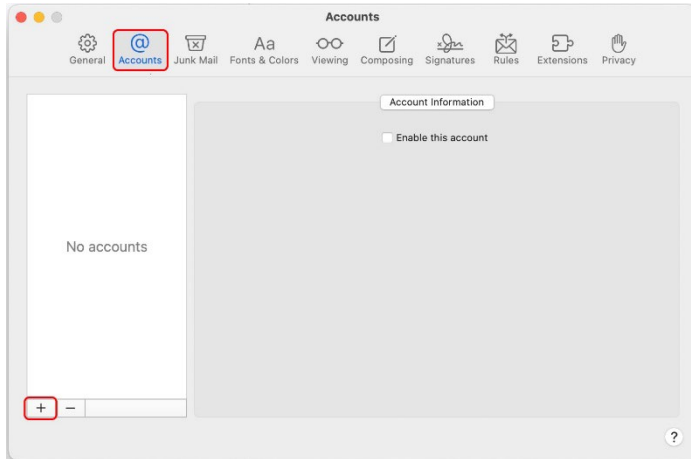 Accounts
General Accounts Junk Mail Fonts & Colors Viewing Composing Signatures Rules Extensions Privacy
Account Information
Enable this account
No accounts
+ −
?